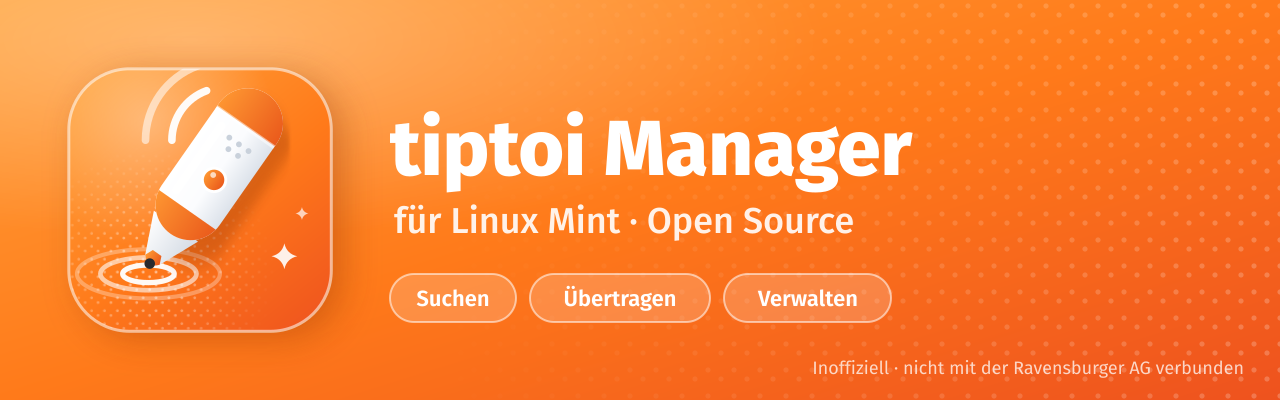 tiptoi Manager
für Linux Mint · Open Source
Suchen Übertragen Verwalten
Inoffiziell · nicht mit der Ravensburger AG verbunden